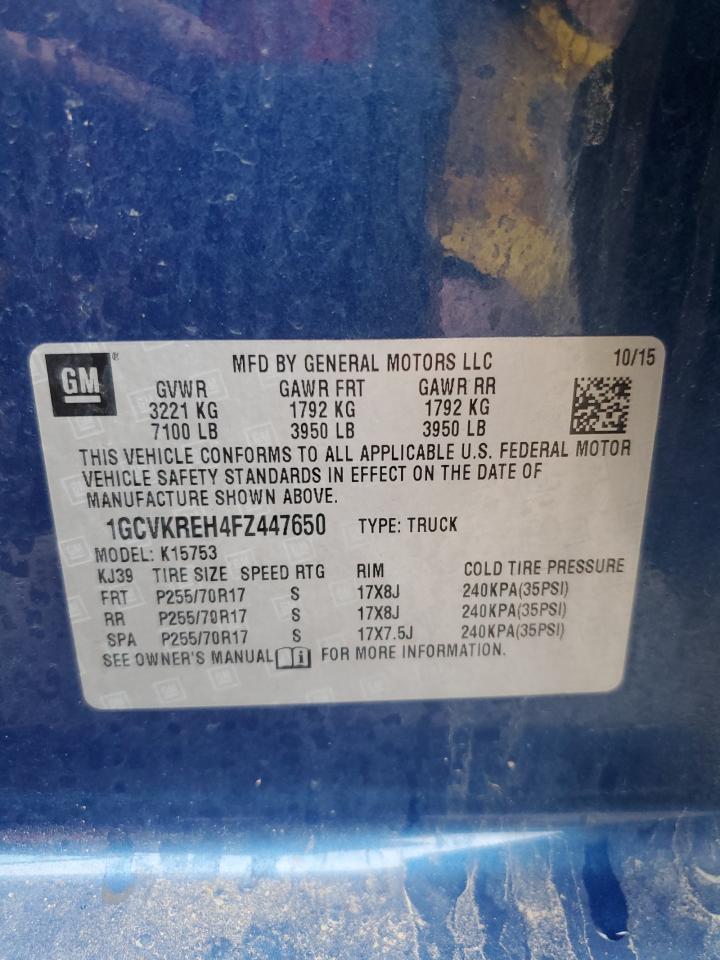 GM ® MFD BY GENERAL MOTORS LLC 10/15
GVWR GAWR FRT GAWR RR
3221 KG 1792 KG 1792 KG
7100 LB 3950 LB 3950 LB
THIS VEHICLE CONFORMS TO ALL APPLICABLE U.S. FEDERAL MOTOR
VEHICLE SAFETY STANDARDS IN EFFECT ON THE DATE OF
MANUFACTURE SHOWN ABOVE.
1GCVKREH4FZ447650 TYPE: TRUCK
MODEL: K15753
KJ39 TIRE SIZE SPEED RTG RIM COLD TIRE PRESSURE
FRT P255/70R17 S 17X8J 240KPA(35PSI)
RR P255/70R17 S 17X8J 240KPA(35PSI)
SPA P255/70R17 S 17X7.5J 240KPA(35PSI)
SEE OWNER'S MANUAL i FOR MORE INFORMATION.